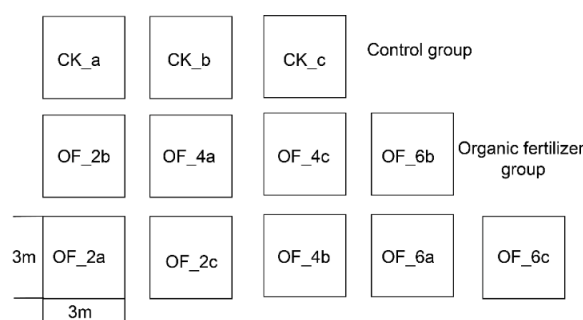 CK_a CK_b CK_c Control group
OF_2b OF_4a OF_4c OF_6b Organic fertilizer
group
3m OF_2a OF_2c OF_4b OF_6a OF_6c
3m